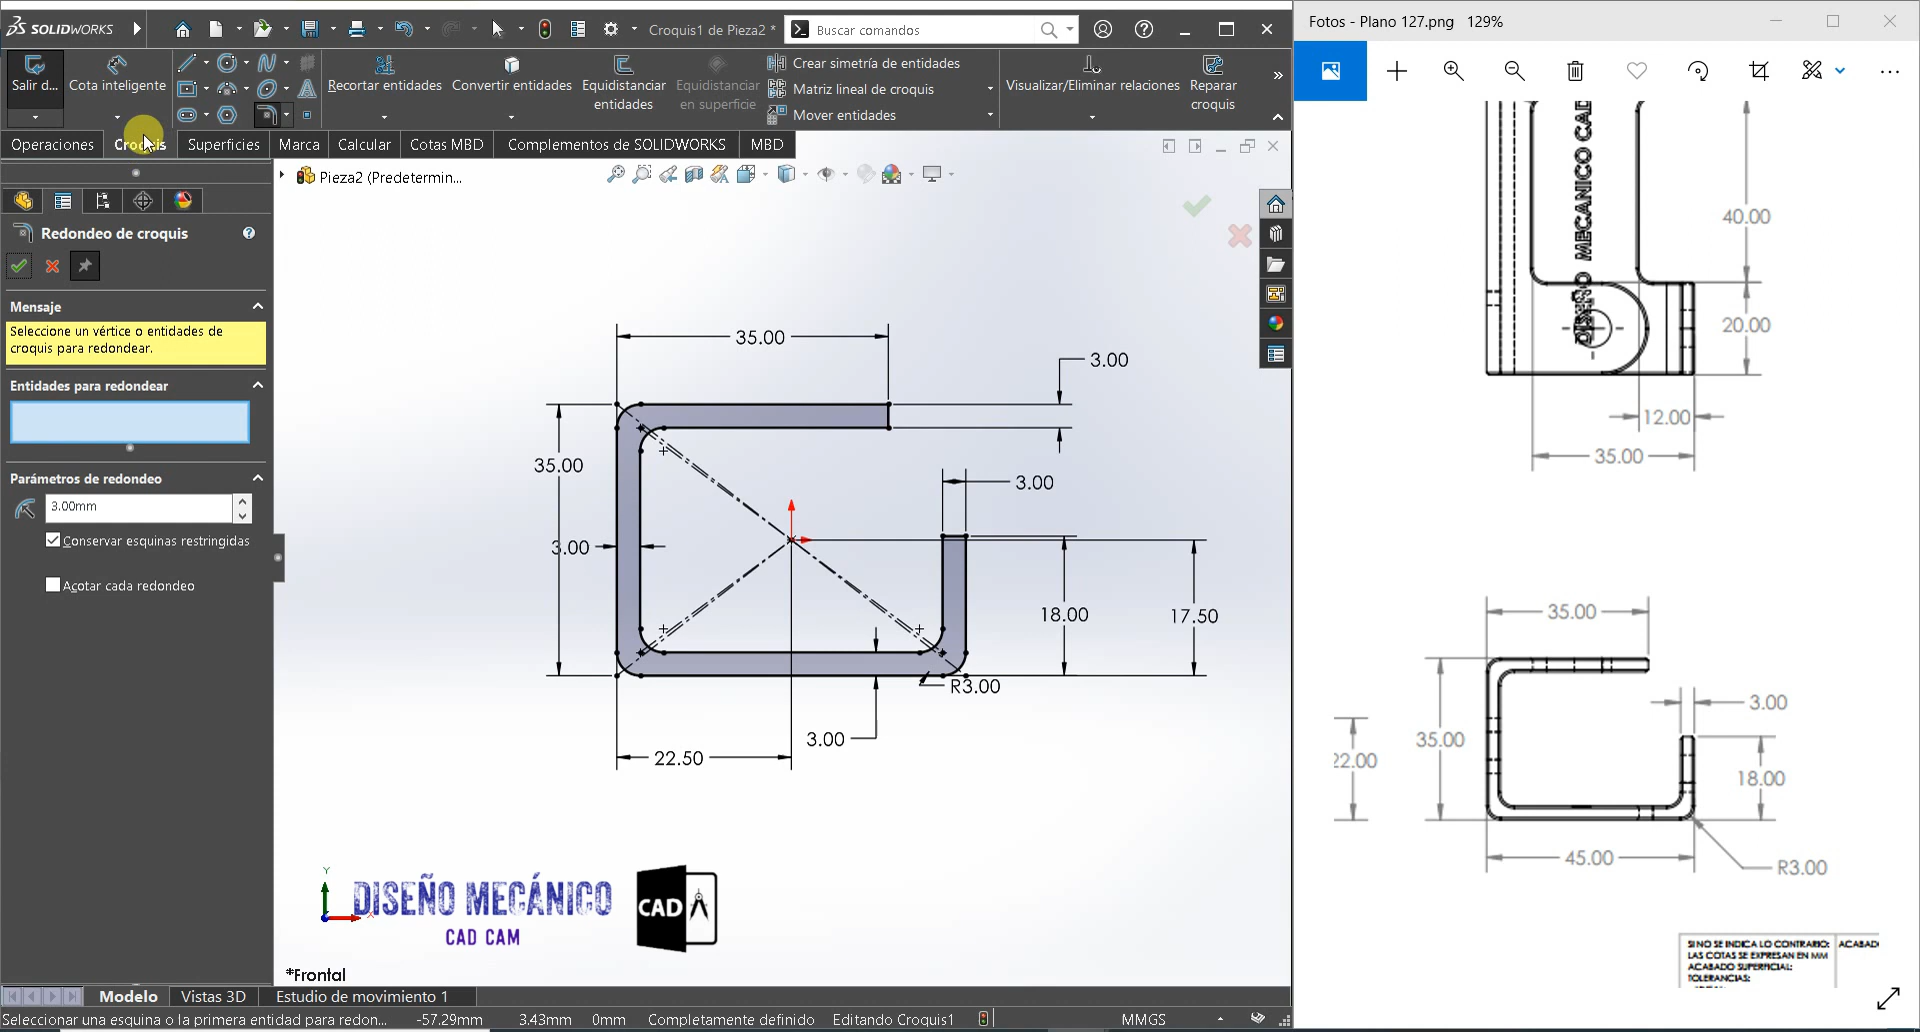 SOLIDWORKS
Croquis1 de Pieza2 *
Buscar comandos
Salir d...
Cota inteligente
Recortar entidades
Convertir entidades
Equidistanciar
entidades
Equidistanciar
en superficie
Crear simetría de entidades
Matriz lineal de croquis
Mover entidades
Visualizar/Eliminar relaciones
Reparar
croquis
Operaciones
Croquis
Superficies
Marca
Calcular
Cotas MBD
Complementos de SOLIDWORKS
MBD
Pieza2 (Predetermin...
Redondeo de croquis
Mensaje
Seleccione un vértice o entidades de
croquis para redondear.
Entidades para redondear
Parámetros de redondeo
3.00mm
Conservar esquinas restringidas
Acotar cada redondeo
35.00
3.00
35.00
3.00
3.00
18.00
17.50
R3.00
3.00
22.50
Y
X
DISEÑO MECÁNICO
CAD CAM
CAD
*Frontal
Modelo
Vistas 3D
Estudio de movimiento 1
Seleccionar una esquina o la primera entidad para redon...
-57.29mm
3.43mm
0mm
Completamente definido
Editando Croquis1
MMGS
Fotos - Plano 127.png
129%
DISEÑO MECANICO CAD
40.00
20.00
12.00
35.00
35.00
3.00
35.00
22.00
18.00
45.00
R3.00
SI NO SE INDICA LO CONTRARIO:
LAS COTAS SE EXPRESAN EN MM
ACABADO SUPERFICIAL:
TOLERANCIAS:
ACABAD